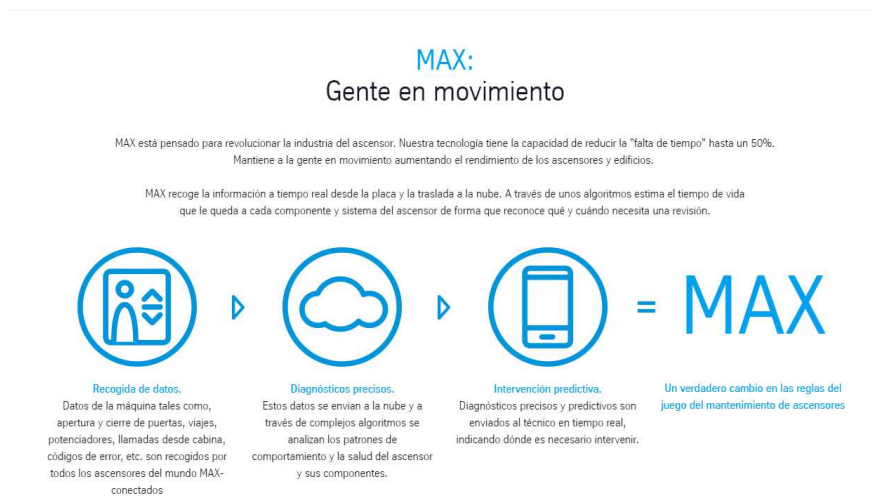 MAX:
Gente en movimiento
MAX está pensado para revolucionar la industria del ascensor. Nuestra tecnología tiene la capacidad de reducir la "falta de tiempo" hasta un 50%.
Mantiene a la gente en movimiento aumentando el rendimiento de los ascensores y edificios.
MAX recoge la información a tiempo real desde la placa y la traslada a la nube. A través de unos algoritmos estima el tiempo de vida
que le queda a cada componente y sistema del ascensor de forma que reconoce qué y cuándo necesita una revisión.
= MAX
Recogida de datos.
Datos de la máquina tales como,
apertura y cierre de puertas, viajes,
potenciadores, llamadas desde cabina,
códigos de error, etc. son recogidos por
todos los ascensores del mundo MAX-
conectados
Diagnósticos precisos.
Estos datos se envian a la nube y a
través de complejos algoritmos se
analizan los patrones de
comportamiento y la salud del ascensor
y sus componentes.
Intervención predictiva.
Diagnósticos precisos y predictivos son
enviados al técnico en tiempo real,
indicando dónde es necesario intervenir.
Un verdadero cambio en las reglas del
juego del mantenimiento de ascensores